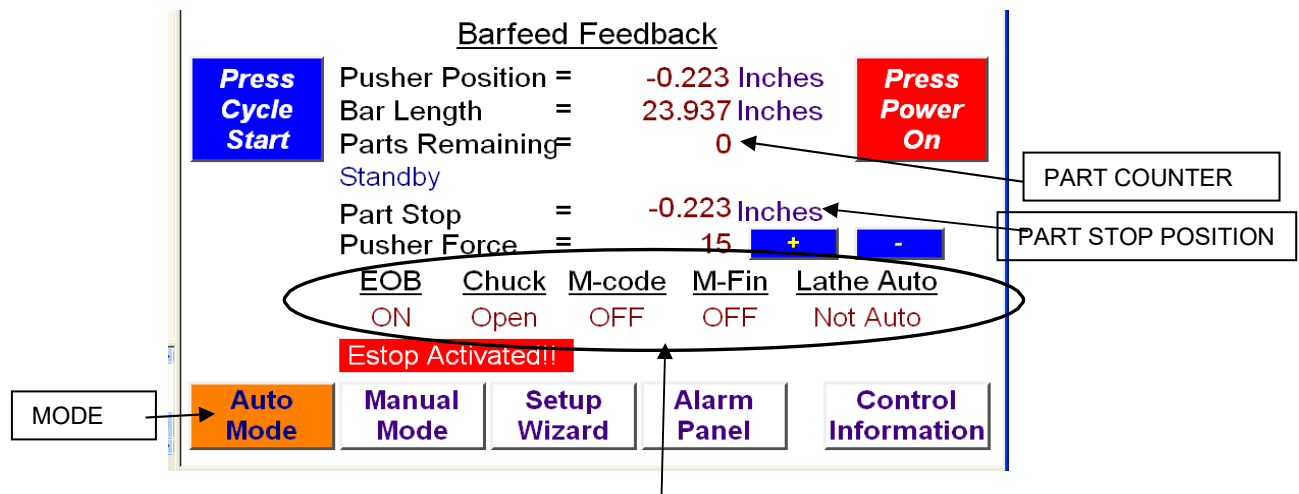 Barfeed Feedback
Press Cycle Start
Pusher Position = -0.223 Inches
Bar Length = 23.937 Inches
Parts Remaining= 0
Press Power On
PART COUNTER
Standby
Part Stop = -0.223 Inches
PART STOP POSITION
Pusher Force = 15 + -
EOB Chuck M-code M-Fin Lathe Auto
ON Open OFF OFF Not Auto
Estop Activated!!
MODE
Auto Mode
Manual Mode
Setup Wizard
Alarm Panel
Control Information